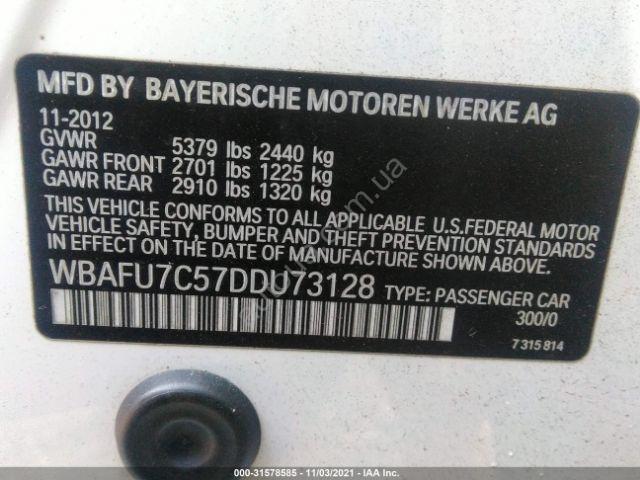 MFD BY BAYERISCHE MOTOREN WERKE AG
11-2012
GVWR 5379 lbs 2440 kg
GAWR FRONT 2701 lbs 1225 kg
GAWR REAR 2910 lbs 1320 kg
THIS VEHICLE CONFORMS TO ALL APPLICABLE U.S.FEDERAL MOTOR
VEHICLE SAFETY, BUMPER AND THEFT PREVENTION STANDARDS
IN EFFECT ON THE DATE OF MANUFACTURE SHOWN ABOVE.
WBAFU7C57DDU73128 TYPE: PASSENGER CAR
300/0
7 315 814
000-31578585 - 11/03/2021 - IAA Inc.